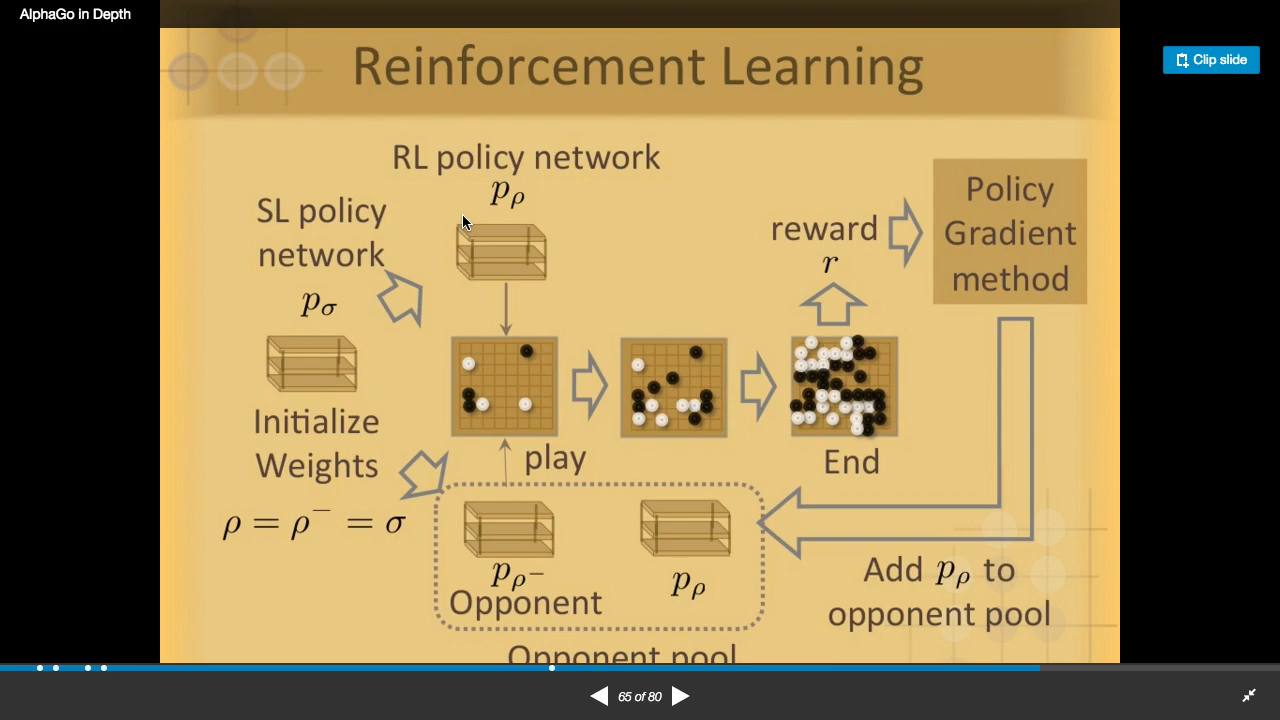 AlphaGo in Depth
Clip slide
Reinforcement Learning
RL policy network
pρ
SL policy
network
pσ
Initialize
Weights
ρ = ρ⁻ = σ
reward
r
Policy
Gradient
method
play
End
pρ⁻
Opponent
pρ
Add pρ to
opponent pool
Opponent pool
65 of 80